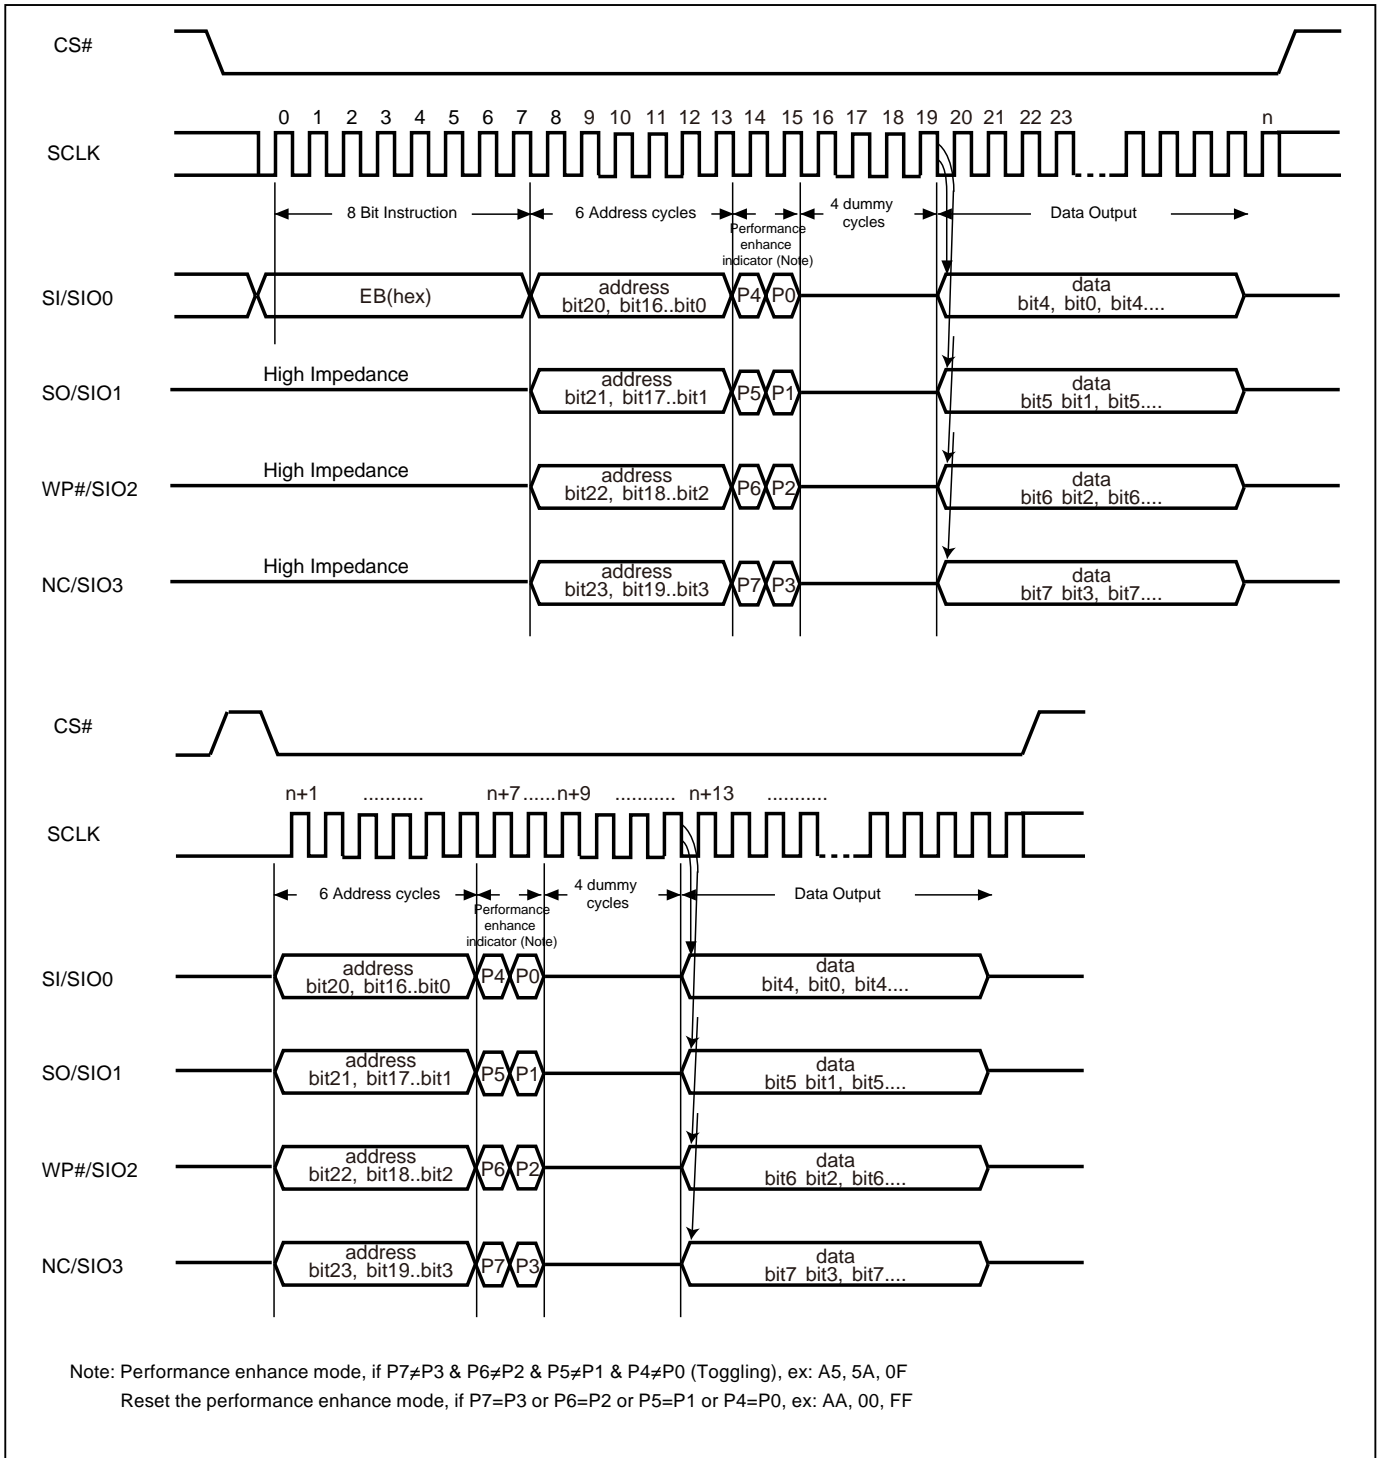 CS#
0 1 2 3 4 5 6 7 8 9 10 11 12 13 14 15 16 17 18 19 20 21 22 23 n
SCLK
8 Bit Instruction 6 Address cycles 4 dummy Data Output
cycles
Performance
enhance
indicator (Note)
SI/SIO0 EB(hex) address P4 P0 data
bit20, bit16..bit0 bit4, bit0, bit4....
High Impedance
SO/SIO1 address P5 P1 data
bit21, bit17..bit1 bit5 bit1, bit5....
High Impedance
WP#/SIO2 address P6 P2 data
bit22, bit18..bit2 bit6 bit2, bit6....
High Impedance
NC/SIO3 address P7 P3 data
bit23, bit19..bit3 bit7 bit3, bit7....
CS#
n+1 ........... n+7......n+9 ........... n+13 ...........
SCLK
6 Address cycles 4 dummy Data Output
cycles
Performance
enhance
indicator (Note)
SI/SIO0 address P4 P0 data
bit20, bit16..bit0 bit4, bit0, bit4....
SO/SIO1 address P5 P1 data
bit21, bit17..bit1 bit5 bit1, bit5....
WP#/SIO2 address P6 P2 data
bit22, bit18..bit2 bit6 bit2, bit6....
NC/SIO3 address P7 P3 data
bit23, bit19..bit3 bit7 bit3, bit7....
Note: Performance enhance mode, if P7≠P3 & P6≠P2 & P5≠P1 & P4≠P0 (Toggling), ex: A5, 5A, 0F
Reset the performance enhance mode, if P7=P3 or P6=P2 or P5=P1 or P4=P0, ex: AA, 00, FF